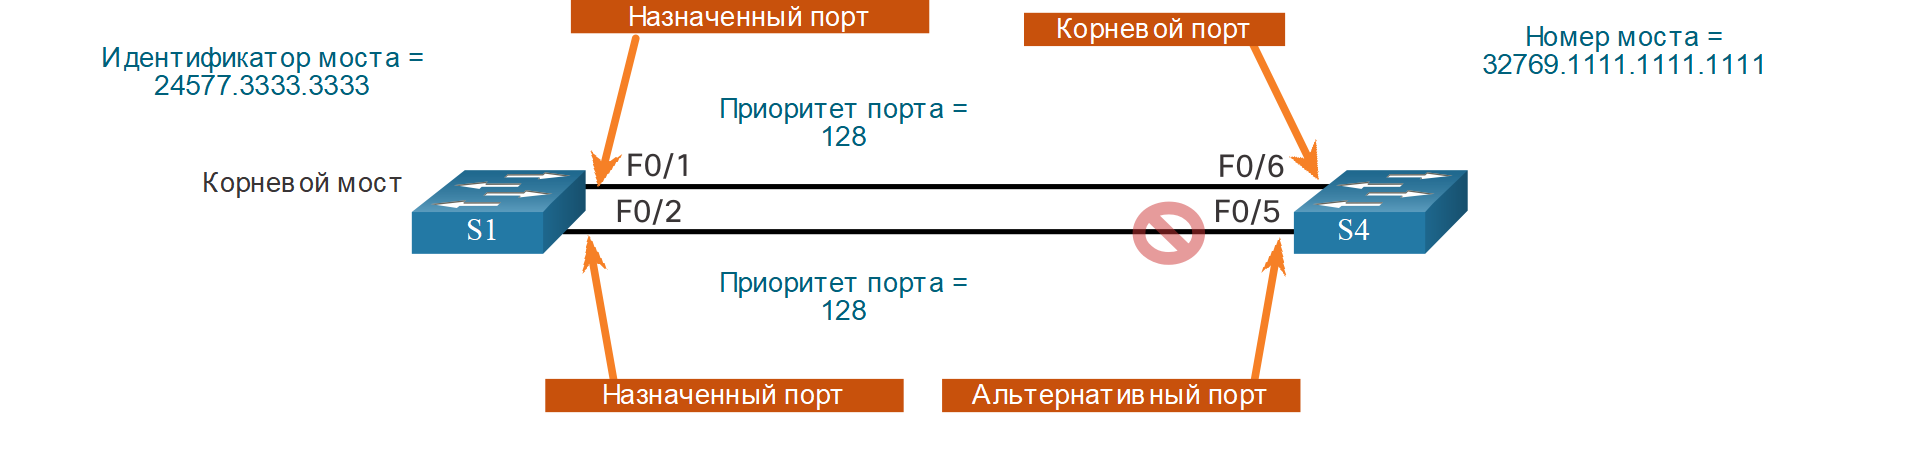 Назначенный порт
Корневой порт
Идентификатор моста =
24577.3333.3333
Номер моста =
32769.1111.1111.1111
Приоритет порта =
128
Корневой мост
F0/1
F0/6
F0/2
F0/5
S1
S4
Приоритет порта =
128
Назначенный порт
Альтернативный порт